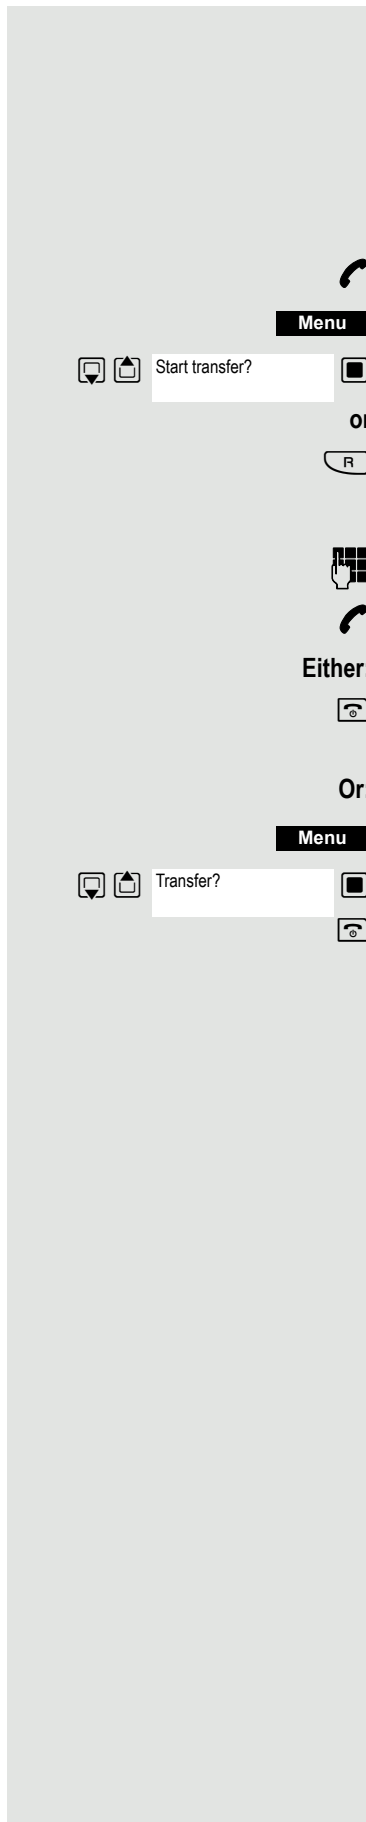 Menu
Start transfer?
or
R
Either:
Or:
Menu
Transfer?